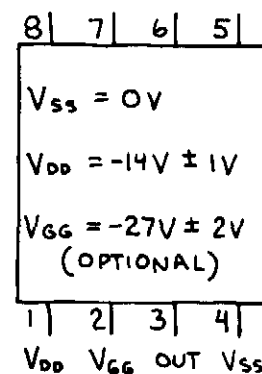 8 7 6 5
Vss = 0V
VDD = -14V ± 1V
VGG = -27V ± 2V
(OPTIONAL)
1 2 3 4
VDD VGG OUT VSS